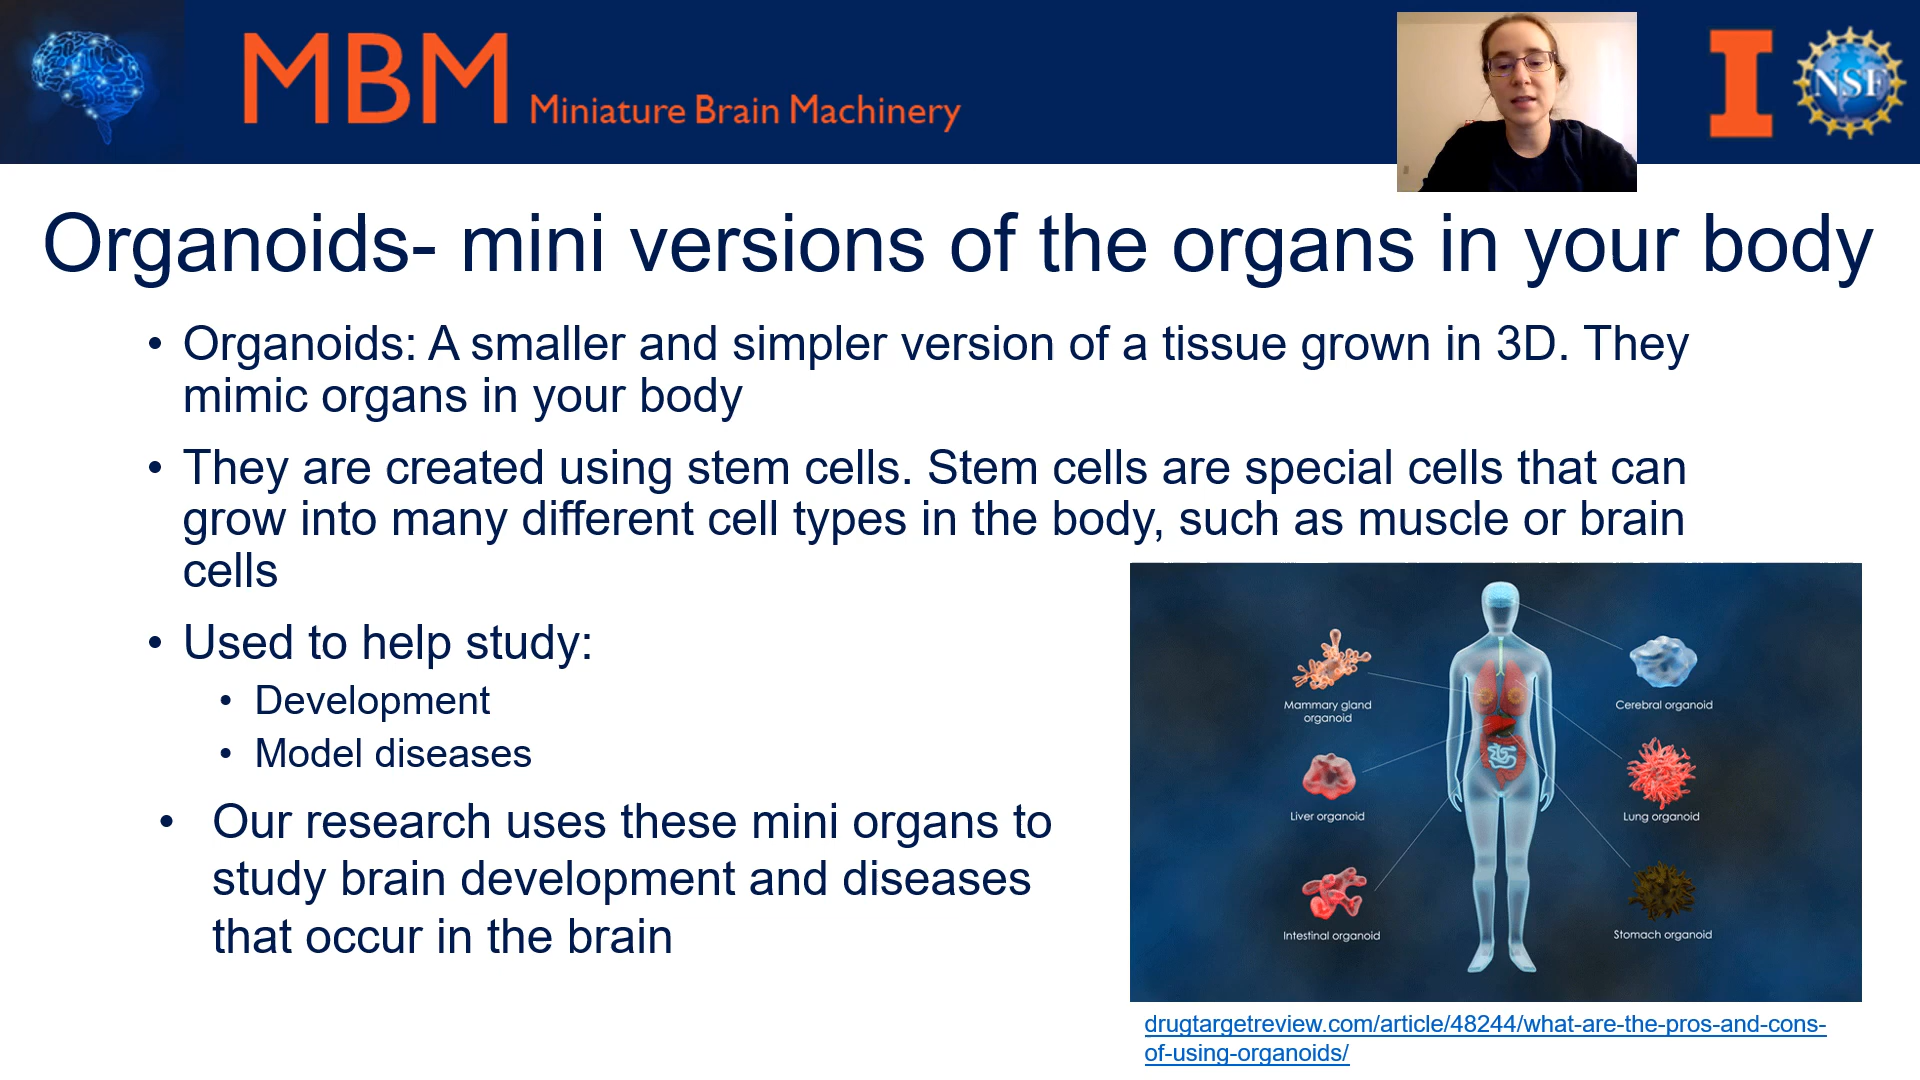 MBM Miniature Brain Machinery
I
NSF
Organoids- mini versions of the organs in your body
• Organoids: A smaller and simpler version of a tissue grown in 3D. They
mimic organs in your body
• They are created using stem cells. Stem cells are special cells that can
grow into many different cell types in the body, such as muscle or brain
cells
• Used to help study:
• Development
• Model diseases
• Our research uses these mini organs to
study brain development and diseases
that occur in the brain
Mammary gland
organoid
Cerebral organoid
Liver organoid
Lung organoid
Intestinal organoid
Stomach organoid
drugtargetreview.com/article/48244/what-are-the-pros-and-cons-
of-using-organoids/